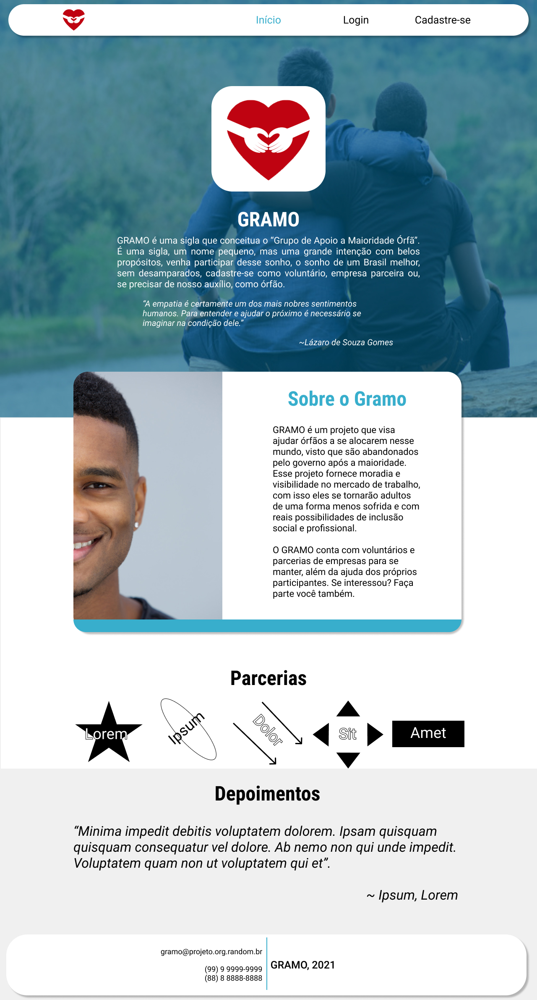 Início Login Cadastre-se
GRAMO
GRAMO é uma sigla que conceitua o “Grupo de Apoio a Maioridade Órfã”.
É uma sigla, um nome pequeno, mas uma grande intenção com belos
propósitos, venha participar desse sonho, o sonho de um Brasil melhor,
sem desamparados, cadastre-se como voluntário, empresa parceira ou,
se precisar de nosso auxílio, como órfão.
“A empatia é certamente um dos mais nobres sentimentos
humanos. Para entender e ajudar o próximo é necessário se
imaginar na condição dele.”
~Lázaro de Souza Gomes
Sobre o Gramo
GRAMO é um projeto que visa
ajudar órfãos a se alocarem nesse
mundo, visto que são abandonados
pelo governo após a maioridade.
Esse projeto fornece moradia e
visibilidade no mercado de trabalho,
com isso eles se tornarão adultos
de uma forma menos sofrida e com
reais possibilidades de inclusão
social e profissional.
O GRAMO conta com voluntários e
parcerias de empresas para se
manter, além da ajuda dos próprios
participantes. Se interessou? Faça
parte você também.
Parcerias
Lorem
Ipsum
Dolor
Sit
Amet
Depoimentos
“Minima impedit debitis voluptatem dolorem. Ipsam quisquam
quisquam consequatur vel dolore. Ab nemo non qui unde impedit.
Voluptatem quam non ut voluptatem qui et”.
~ Ipsum, Lorem
gramo@projeto.org.random.br
(99) 9 9999-9999
(88) 8 8888-8888
GRAMO, 2021